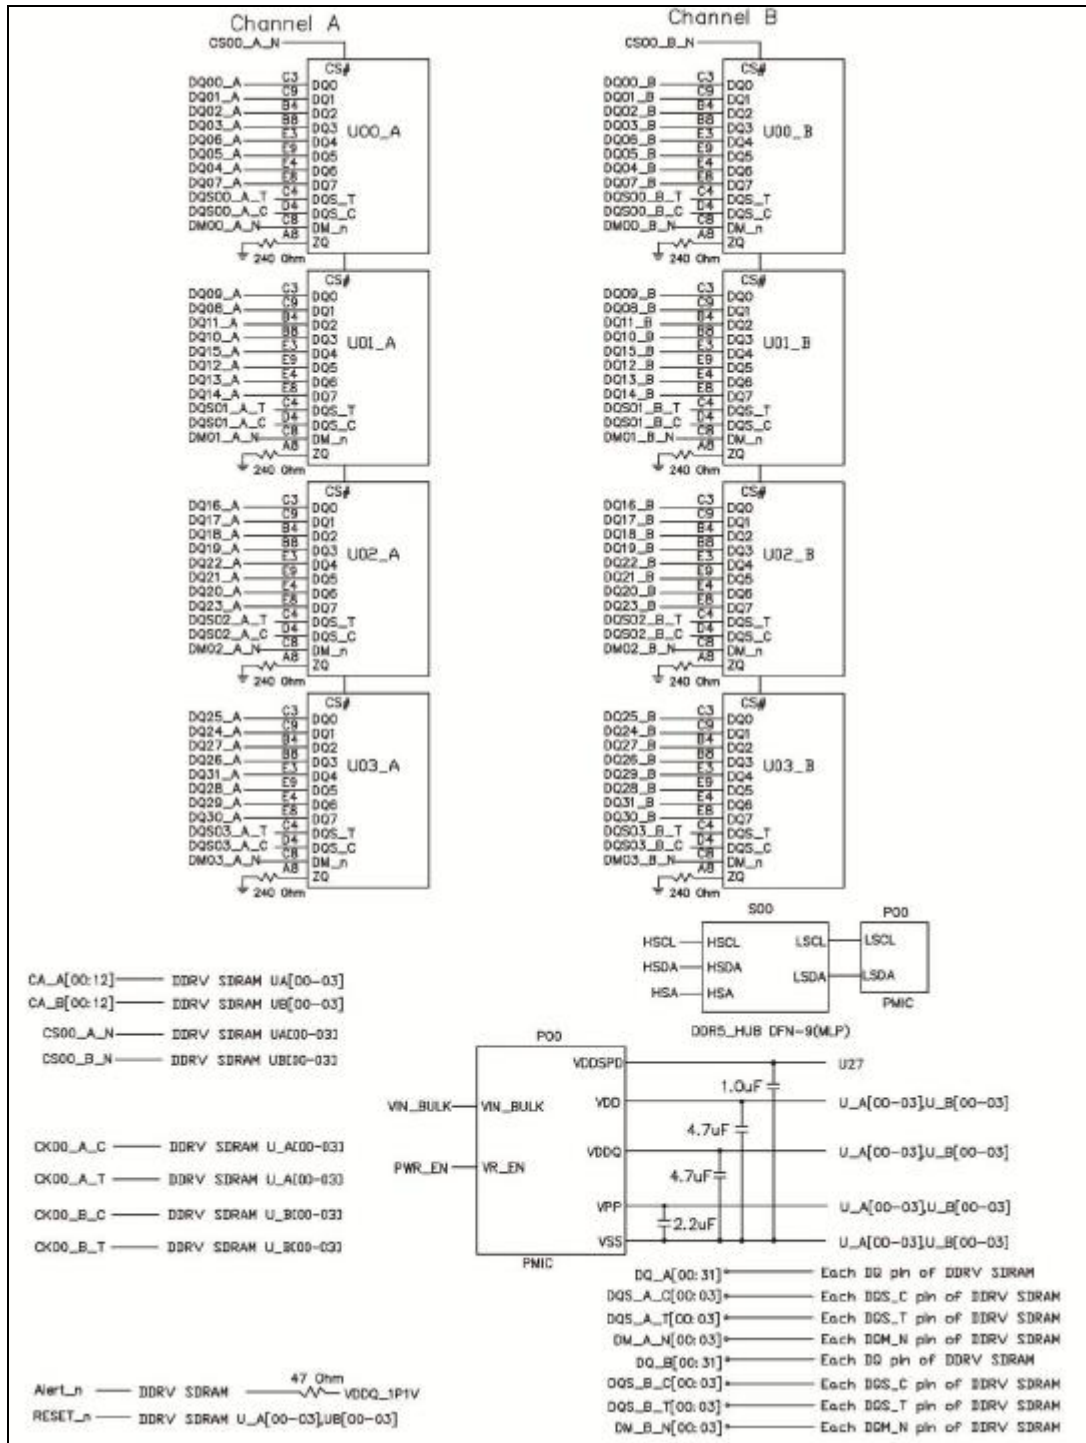 Channel A
CS00_A_N
CS#
DQ00_A C3 DQ0
DQ01_A C9 DQ1
DQ02_A B4 DQ2
DQ03_A B8 DQ3
U00_A
DQ06_A E3 DQ4
DQ05_A E9 DQ5
DQ04_A E4 DQ6
DQ07_A E8 DQ7
DQS00_A_T C4 DQS_T
DQS00_A_C D4 DQS_C
DM00_A_N C8 DM_n
A8 ZQ
240 Ohm
CS#
DQ09_A C3 DQ0
DQ08_A C9 DQ1
DQ11_A B4 DQ2
DQ10_A B8 DQ3
U01_A
DQ15_A E3 DQ4
DQ12_A E9 DQ5
DQ13_A E4 DQ6
DQ14_A E8 DQ7
DQS01_A_T C4 DQS_T
DQS01_A_C D4 DQS_C
DM01_A_N C8 DM_n
A8 ZQ
240 Ohm
CS#
DQ16_A C3 DQ0
DQ17_A C9 DQ1
DQ18_A B4 DQ2
DQ19_A B8 DQ3
U02_A
DQ22_A E3 DQ4
DQ21_A E9 DQ5
DQ20_A E4 DQ6
DQ23_A E8 DQ7
DQS02_A_T C4 DQS_T
DQS02_A_C D4 DQS_C
DM02_A_N C8 DM_n
A8 ZQ
240 Ohm
CS#
DQ25_A C3 DQ0
DQ24_A C9 DQ1
DQ27_A B4 DQ2
DQ26_A B8 DQ3
U03_A
DQ31_A E3 DQ4
DQ28_A E9 DQ5
DQ29_A E4 DQ6
DQ30_A E8 DQ7
DQS03_A_T C4 DQS_T
DQS03_A_C D4 DQS_C
DM03_A_N C8 DM_n
A8 ZQ
240 Ohm
Channel B
CS00_B_N
CS#
DQ00_B C3 DQ0
DQ01_B C9 DQ1
DQ02_B B4 DQ2
DQ03_B B8 DQ3
U00_B
DQ06_B E3 DQ4
DQ05_B E9 DQ5
DQ04_B E4 DQ6
DQ07_B E8 DQ7
DQS00_B_T C4 DQS_T
DQS00_B_C D4 DQS_C
DM00_B_N C8 DM_n
A8 ZQ
240 Ohm
CS#
DQ09_B C3 DQ0
DQ08_B C9 DQ1
DQ11_B B4 DQ2
DQ10_B B8 DQ3
U01_B
DQ15_B E3 DQ4
DQ12_B E9 DQ5
DQ13_B E4 DQ6
DQ14_B E8 DQ7
DQS01_B_T C4 DQS_T
DQS01_B_C D4 DQS_C
DM01_B_N C8 DM_n
A8 ZQ
240 Ohm
CS#
DQ16_B C3 DQ0
DQ17_B C9 DQ1
DQ18_B B4 DQ2
DQ19_B B8 DQ3
U02_B
DQ22_B E3 DQ4
DQ21_B E9 DQ5
DQ20_B E4 DQ6
DQ23_B E8 DQ7
DQS02_B_T C4 DQS_T
DQS02_B_C D4 DQS_C
DM02_B_N C8 DM_n
A8 ZQ
240 Ohm
CS#
DQ25_B C3 DQ0
DQ24_B C9 DQ1
DQ27_B B4 DQ2
DQ26_B B8 DQ3
U03_B
DQ29_B E3 DQ4
DQ28_B E9 DQ5
DQ31_B E4 DQ6
DQ30_B E8 DQ7
DQS03_B_T C4 DQS_T
DQS03_B_C D4 DQS_C
DM03_B_N C8 DM_n
A8 ZQ
240 Ohm
S00 P00
HSCL HSCL LSCL LSCL
HSDA HSDA LSDA LSDA
HSA HSA
PMIC
DDR5_HUB DFN-9(MLP)
CA_A[00:12] DDRV SDRAM UA[00-03]
CA_B[00:12] DDRV SDRAM UB[00-03]
CS00_A_N DDRV SDRAM UA[00-03]
CS00_B_N DDRV SDRAM UB[00-03]
CK00_A_C DDRV SDRAM U_A[00-03]
CK00_A_T DDRV SDRAM U_A[00-03]
CK00_B_C DDRV SDRAM U_B[00-03]
CK00_B_T DDRV SDRAM U_B[00-03]
P00
VDDSPD U27
1.0uF
VIN_BULK VIN_BULK VDD U_A[00-03],U_B[00-03]
4.7uF
PWR_EN VR_EN VDDQ U_A[00-03],U_B[00-03]
4.7uF
VPP U_A[00-03],U_B[00-03]
2.2uF
VSS U_A[00-03],U_B[00-03]
PMIC
DQ_A[00:31] Each DQ pin of DDRV SDRAM
DQS_A_C[00:03] Each DQS_C pin of DDRV SDRAM
DQS_A_T[00:03] Each DQS_T pin of DDRV SDRAM
DM_A_N[00:03] Each DQM_N pin of DDRV SDRAM
DQ_B[00:31] Each DQ pin of DDRV SDRAM
DQS_B_C[00:03] Each DQS_C pin of DDRV SDRAM
DQS_B_T[00:03] Each DQS_T pin of DDRV SDRAM
DM_B_N[00:03] Each DQM_N pin of DDRV SDRAM
47 Ohm
Alert_n DDRV SDRAM VDDQ_1P1V
RESET_n DDRV SDRAM U_A[00-03],UB[00-03]